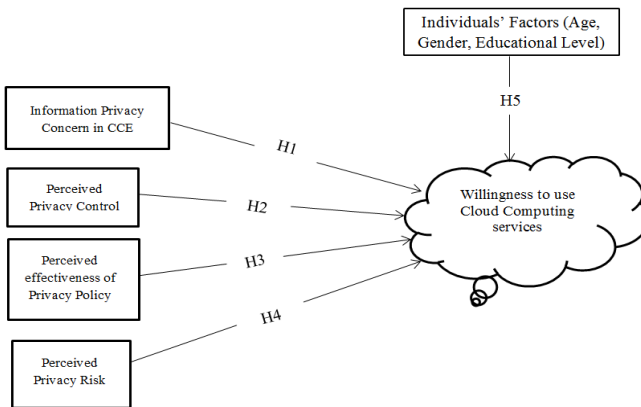 Individuals' Factors (Age,
Gender, Educational Level)
H5
Information Privacy
Concern in CCE
H1
Perceived
Privacy Control
H2
Willingness to use
Cloud Computing
services
Perceived
effectiveness of
Privacy Policy
H3
H4
Perceived
Privacy Risk